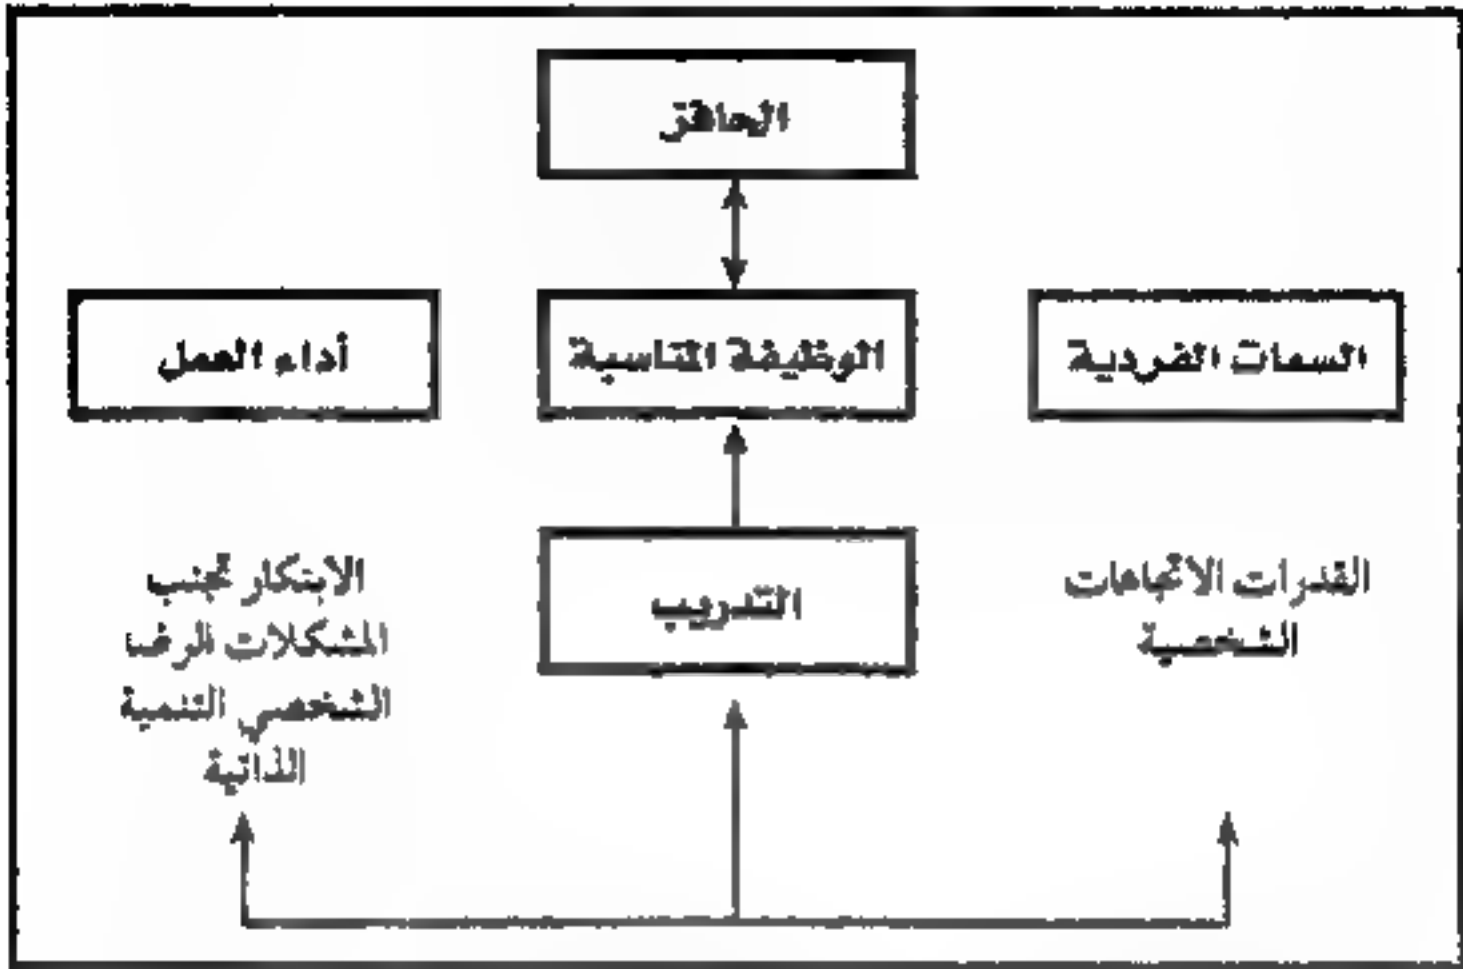 الحافز
السمات الفردية
الوظيفة المناسبة
أداء العمل
التدريب
القدرات الاتجاهات
الشخصية
الابتكار تجنب
المشكلات الرضا
الشخصي التنمية
الذاتية